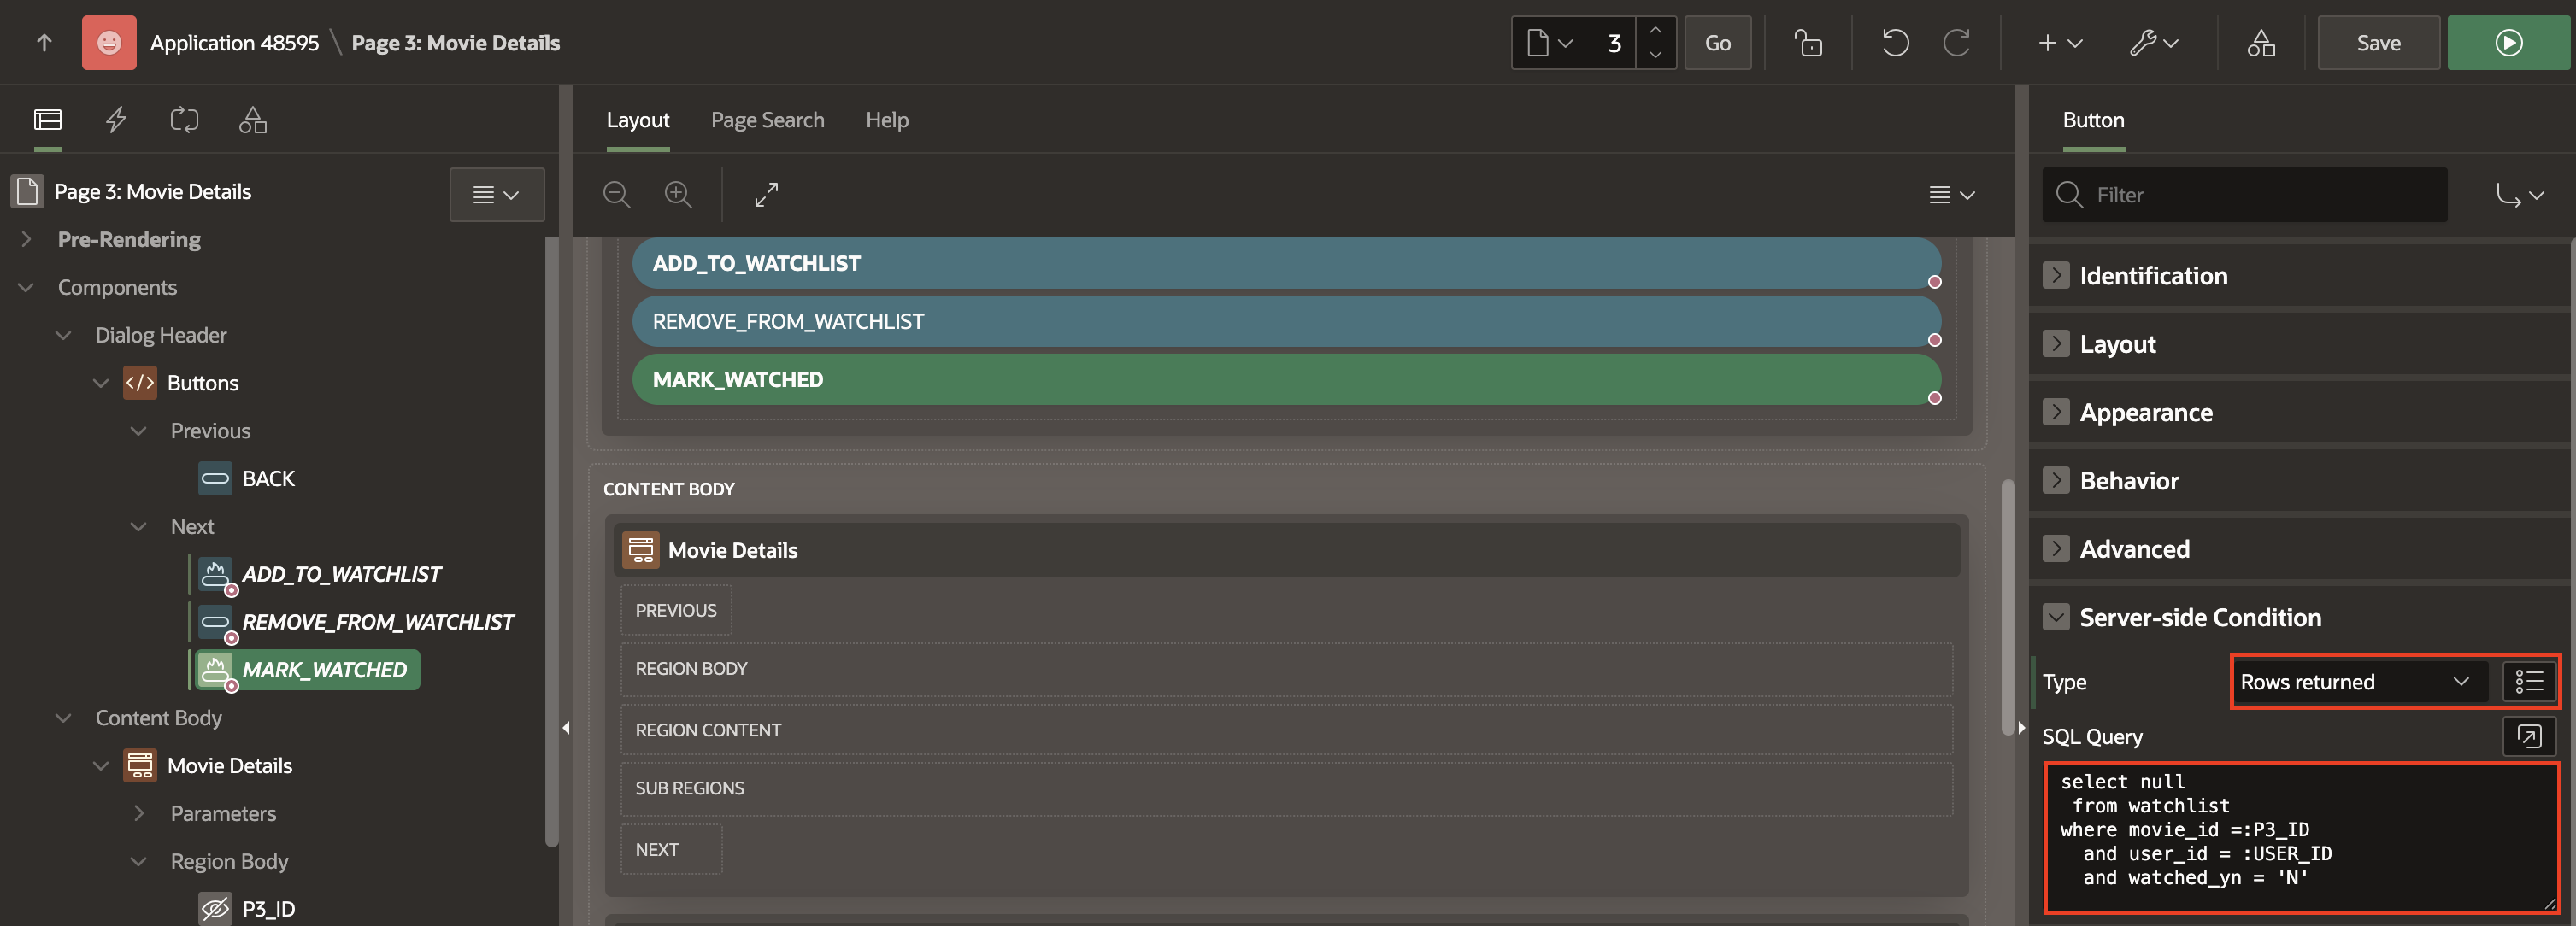 Application 48595 \ Page 3: Movie Details
3
Go
Save
Page 3: Movie Details
Pre-Rendering
Components
Dialog Header
Buttons
Previous
BACK
Next
ADD_TO_WATCHLIST
REMOVE_FROM_WATCHLIST
MARK_WATCHED
Content Body
Movie Details
Parameters
Region Body
P3_ID
Layout
Page Search
Help
ADD_TO_WATCHLIST
REMOVE_FROM_WATCHLIST
MARK_WATCHED
CONTENT BODY
Movie Details
PREVIOUS
REGION BODY
REGION CONTENT
SUB REGIONS
NEXT
Button
Filter
Identification
Layout
Appearance
Behavior
Advanced
Server-side Condition
Type
Rows returned
SQL Query
select null
from watchlist
where movie_id =:P3_ID
and user_id = :USER_ID
and watched_yn = 'N'